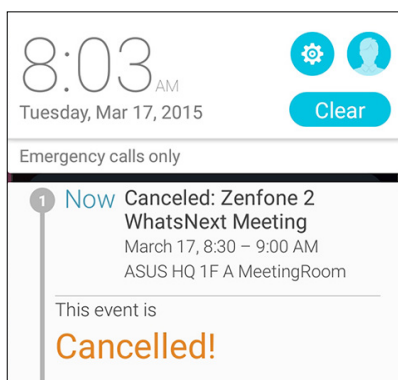 8:03 AM
Tuesday, Mar 17, 2015
Clear
Emergency calls only
1 Now Canceled: Zenfone 2
WhatsNext Meeting
March 17, 8:30 – 9:00 AM
ASUS HQ 1F A MeetingRoom
This event is
Cancelled!